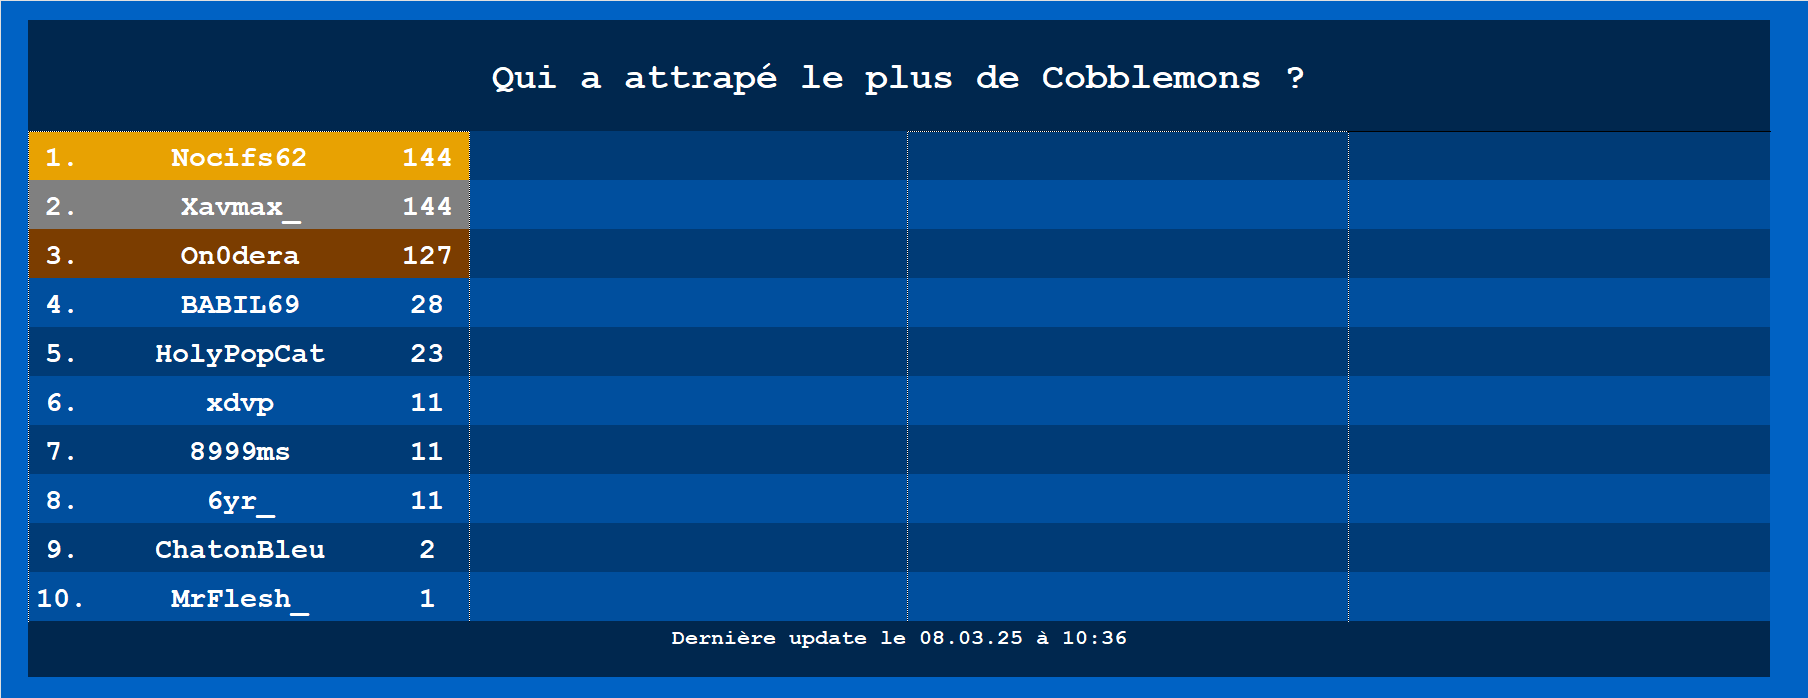 Qui a attrapé le plus de Cobblemons ?
1. Nocifs62 144
2. Xavmax_ 144
3. On0dera 127
4. BABIL69 28
5. HolyPopCat 23
6. xdvp 11
7. 8999ms 11
8. 6yr_ 11
9. ChatonBleu 2
10. MrFlesh_ 1
Dernière update le 08.03.25 à 10:36